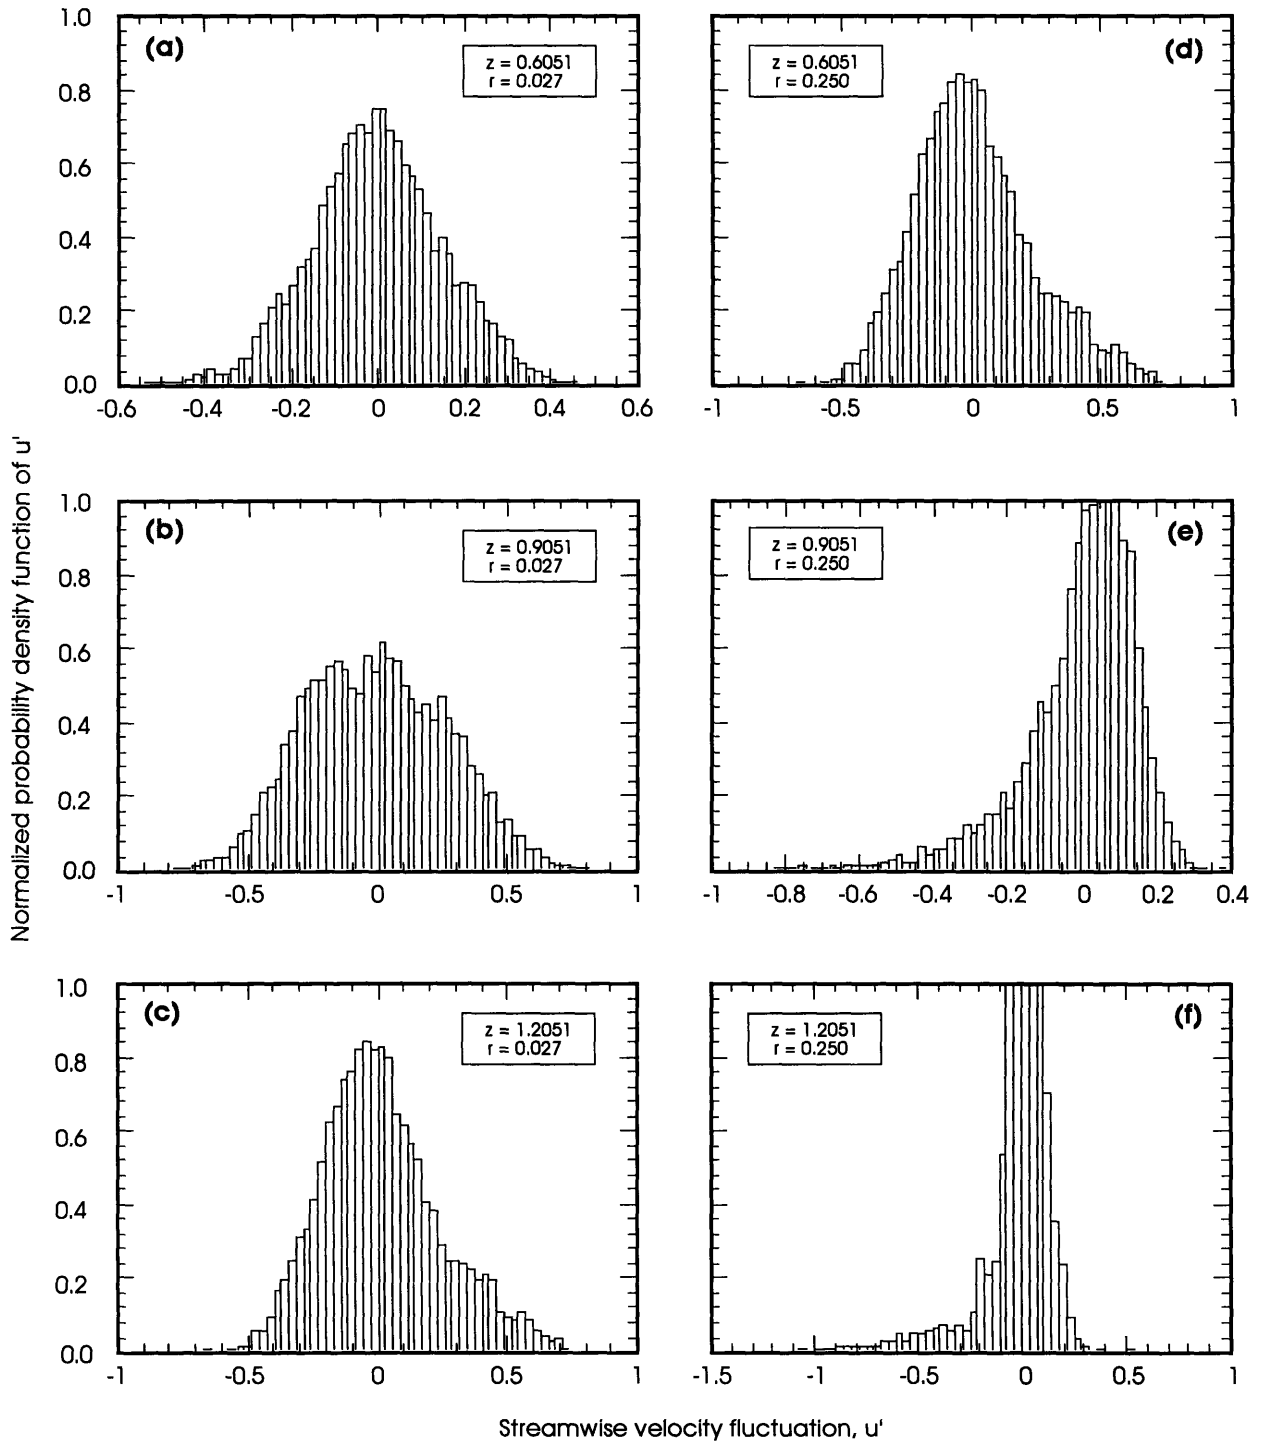 1.0
(a)
z = 0.6051
r = 0.027
0.8
0.6
0.4
0.2
0.0
-0.6
-0.4
-0.2
0
0.2
0.4
0.6
(d)
z = 0.6051
r = 0.250
-1
-0.5
0
0.5
1
Normalized probability density function of u'
1.0
(b)
z = 0.9051
r = 0.027
0.8
0.6
0.4
0.2
0.0
-1
-0.5
0
0.5
1
(e)
z = 0.9051
r = 0.250
-1
-0.8
-0.6
-0.4
-0.2
0
0.2
0.4
1.0
(c)
z = 1.2051
r = 0.027
0.8
0.6
0.4
0.2
0.0
-1
-0.5
0
0.5
1
(f)
z = 1.2051
r = 0.250
-1.5
-1
-0.5
0
0.5
1
Streamwise velocity fluctuation, u'